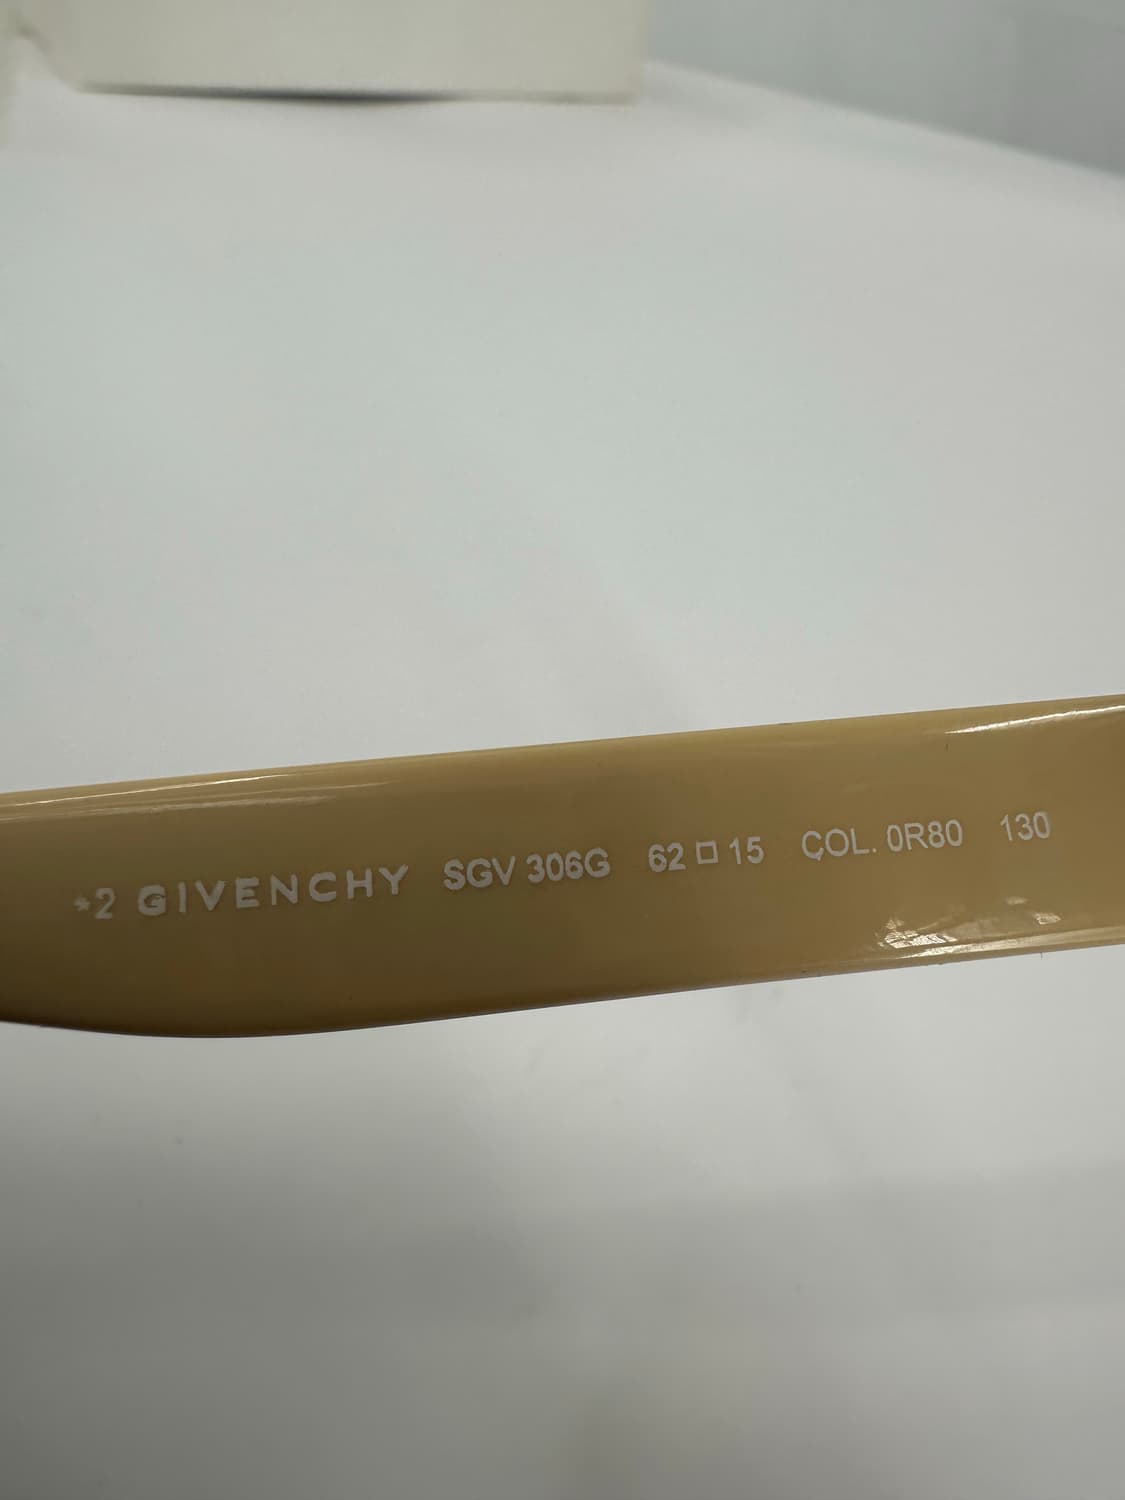 *2 GIVENCHY SGV 306G 62□15 COL. 0R80 130